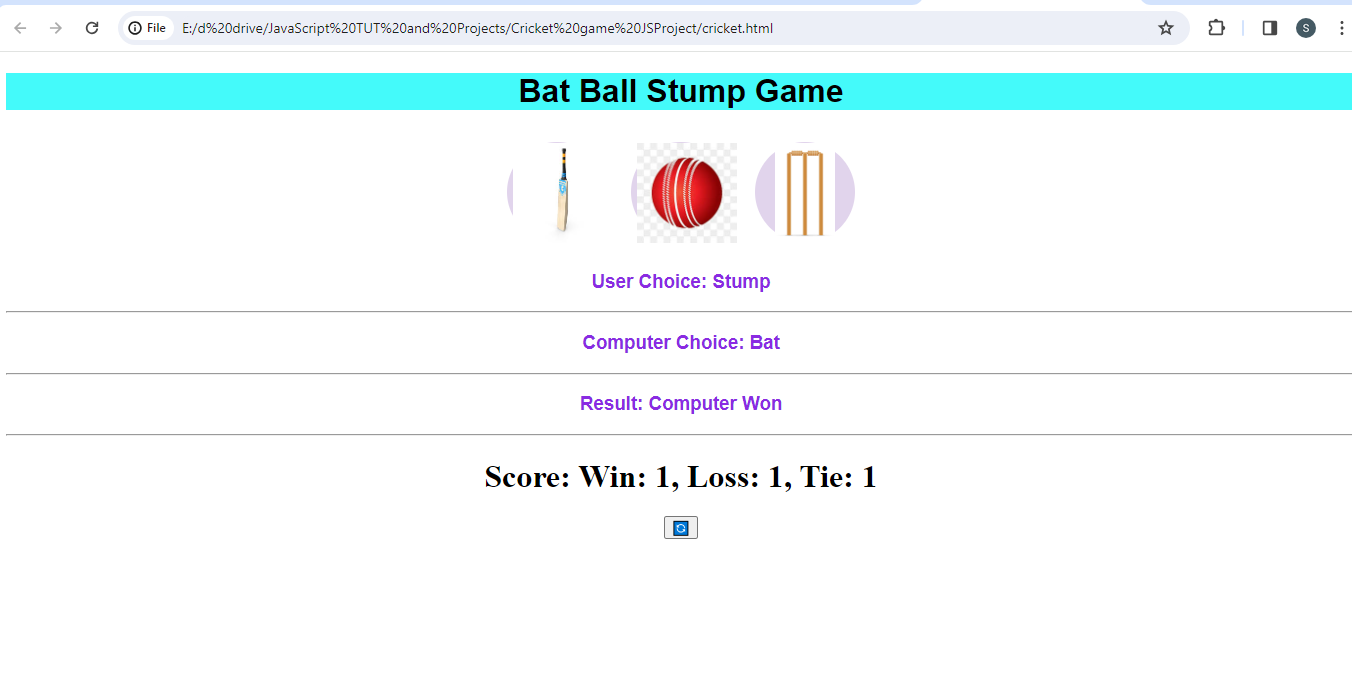 File E:/d%20drive/JavaScript%20TUT%20and%20Projects/Cricket%20game%20JSProject/cricket.html S
Bat Ball Stump Game
User Choice: Stump
Computer Choice: Bat
Result: Computer Won
Score: Win: 1, Loss: 1, Tie: 1